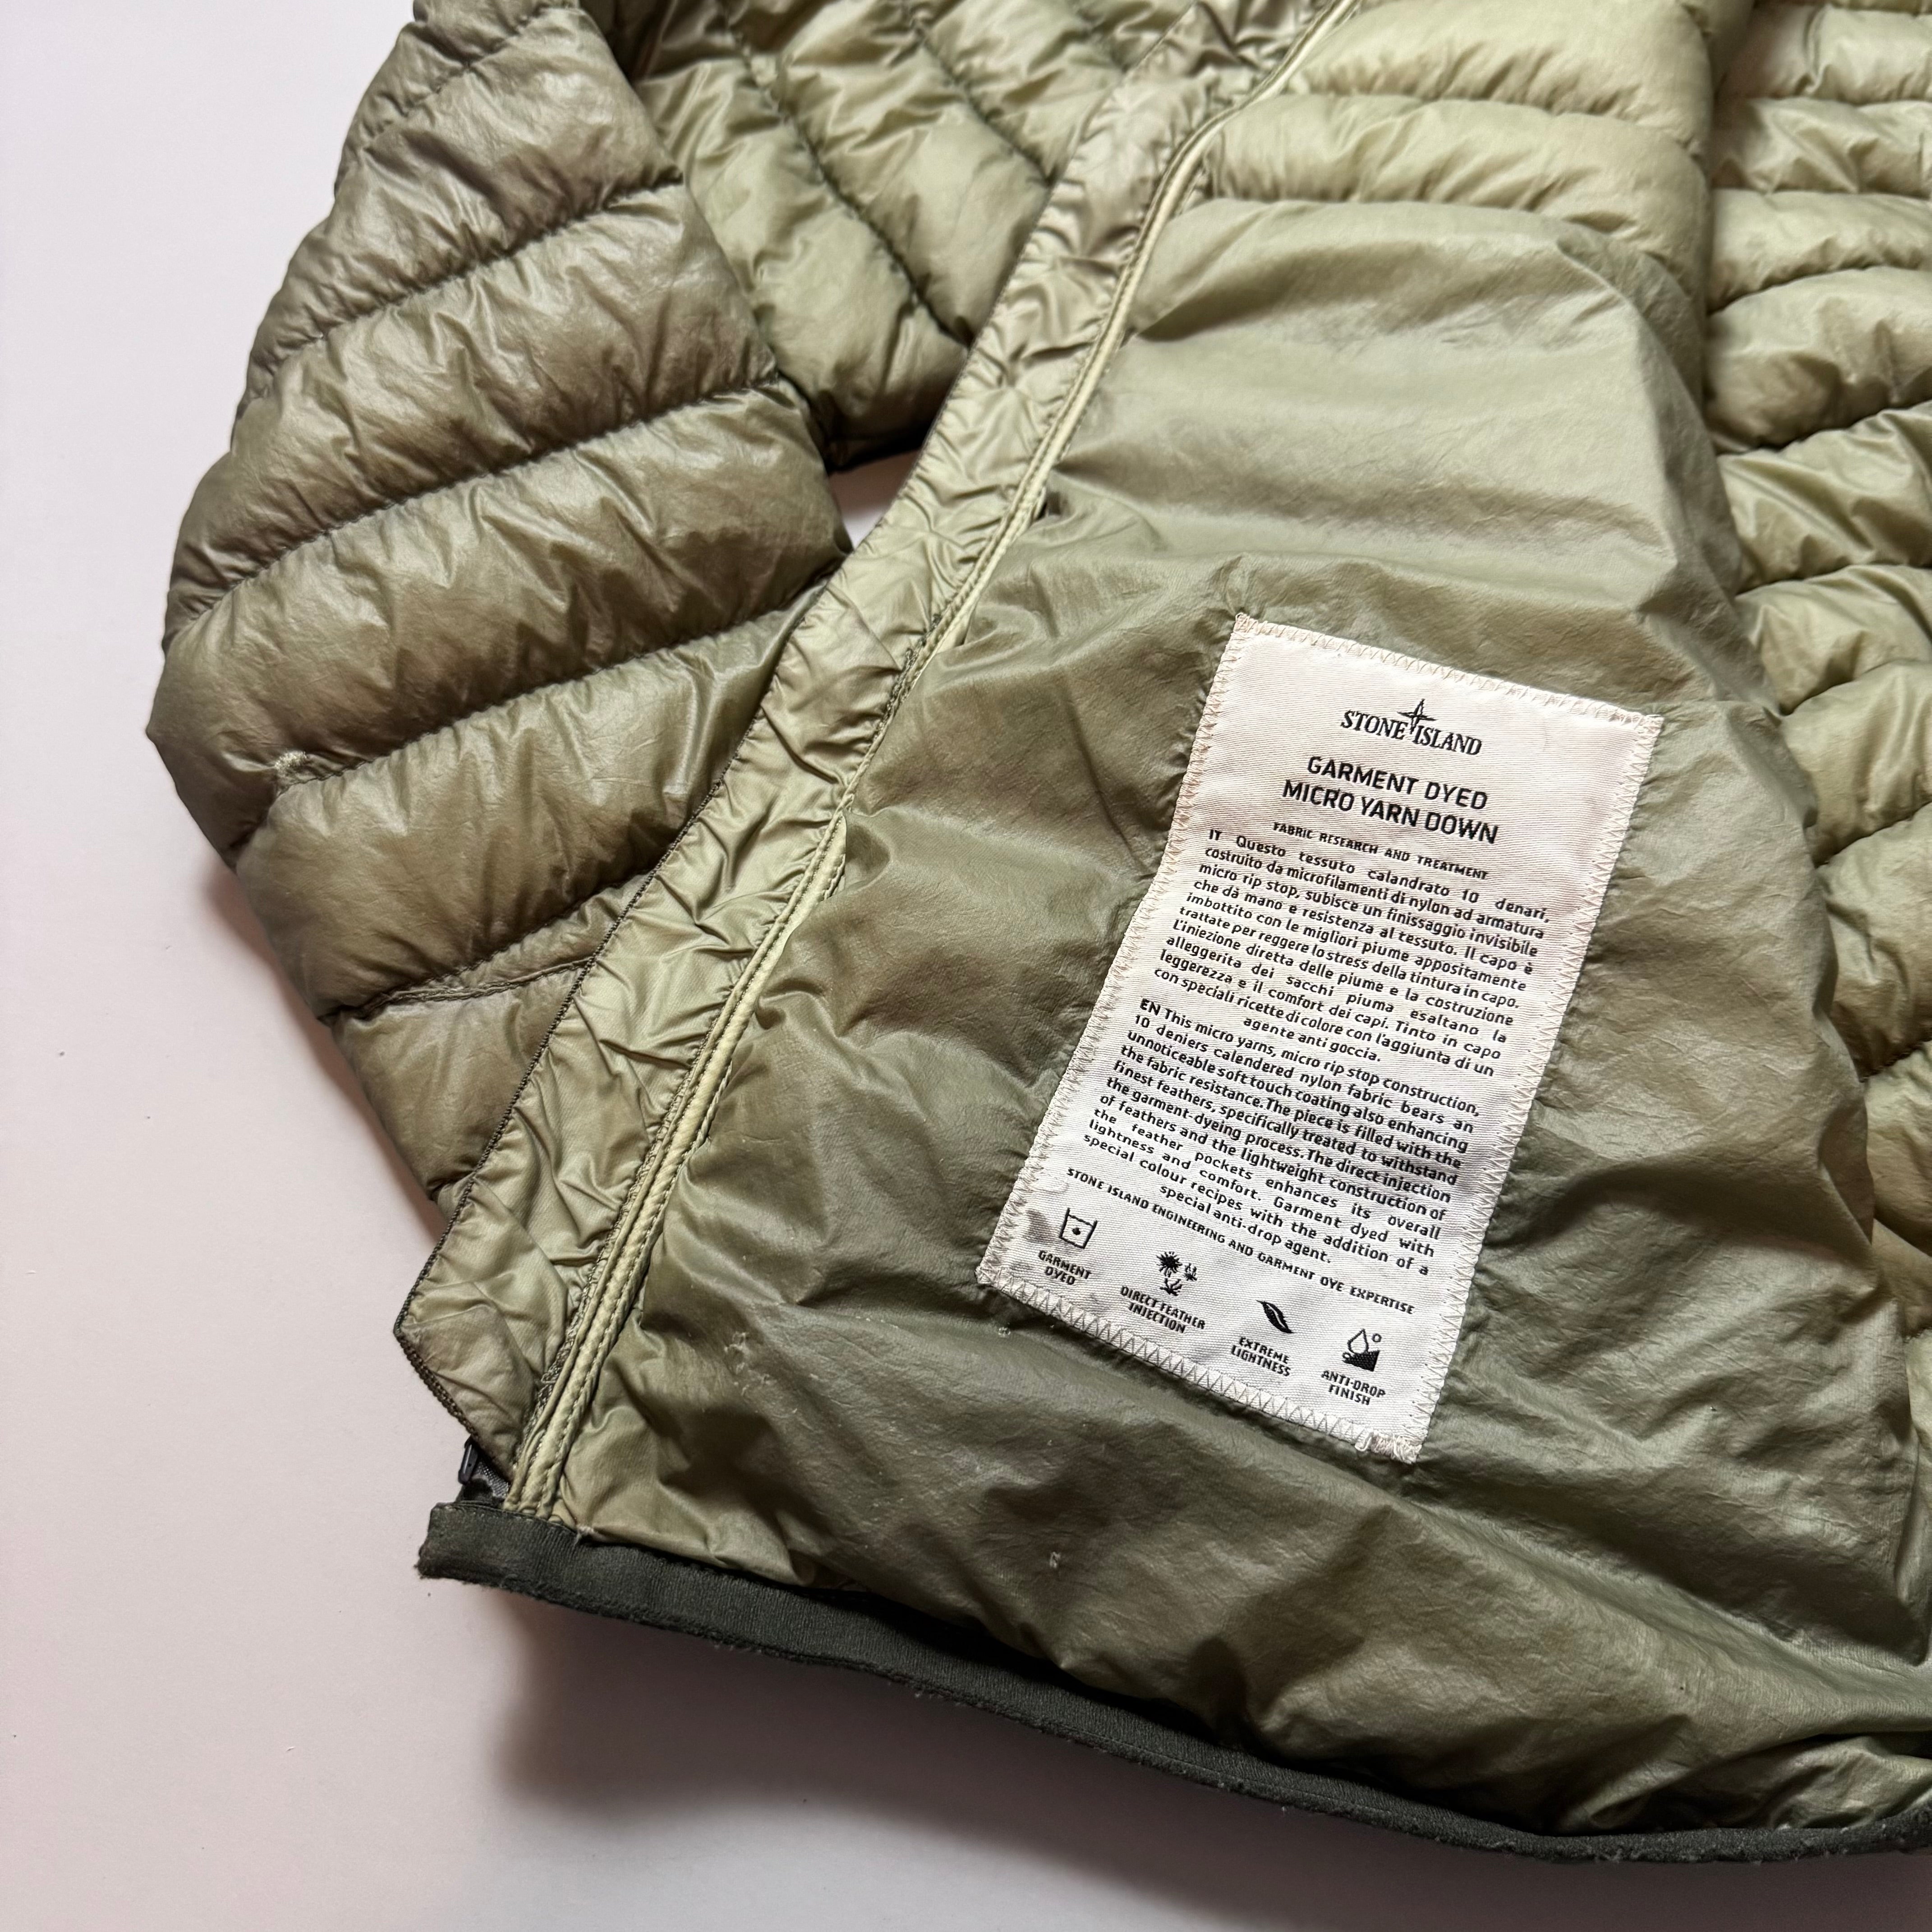 STONE ISLAND
GARMENT DYED
MICRO YARN DOWN
FABRIC RESEARCH AND TREATMENT
IT Questo tessuto calandrato 10 denari,
costruito da microfilamenti di nylon ad armatura
micro rip stop, subisce un finissaggio invisibile
che dà mano e resistenza al tessuto. Il capo è
imbottito con le migliori piume appositamente
trattate per reggere lo stress della tintura in capo.
L'iniezione diretta delle piume e la costruzione
alleggerita dei sacchi piuma esaltano la
leggerezza e il comfort dei capi. Tinto in capo
con speciali ricette di colore con l'aggiunta di un
agente anti goccia.
EN This micro yarns, micro rip stop construction,
10 deniers calendered nylon fabric bears an
unnoticeable soft touch coating also enhancing
the fabric resistance. The piece is filled with the
finest feathers, specifically treated to withstand
the garment-dyeing process. The direct injection
of feathers and the lightweight construction of
the feather pockets enhances its overall
lightness and comfort. Garment dyed with
special colour recipes with the addition of a
special anti-drop agent.
STONE ISLAND ENGINEERING AND GARMENT DYE EXPERTISE
GARMENT
DYED
DIRECT FEATHER
INJECTION
EXTREME
LIGHTNESS
ANTI-DROP
FINISH